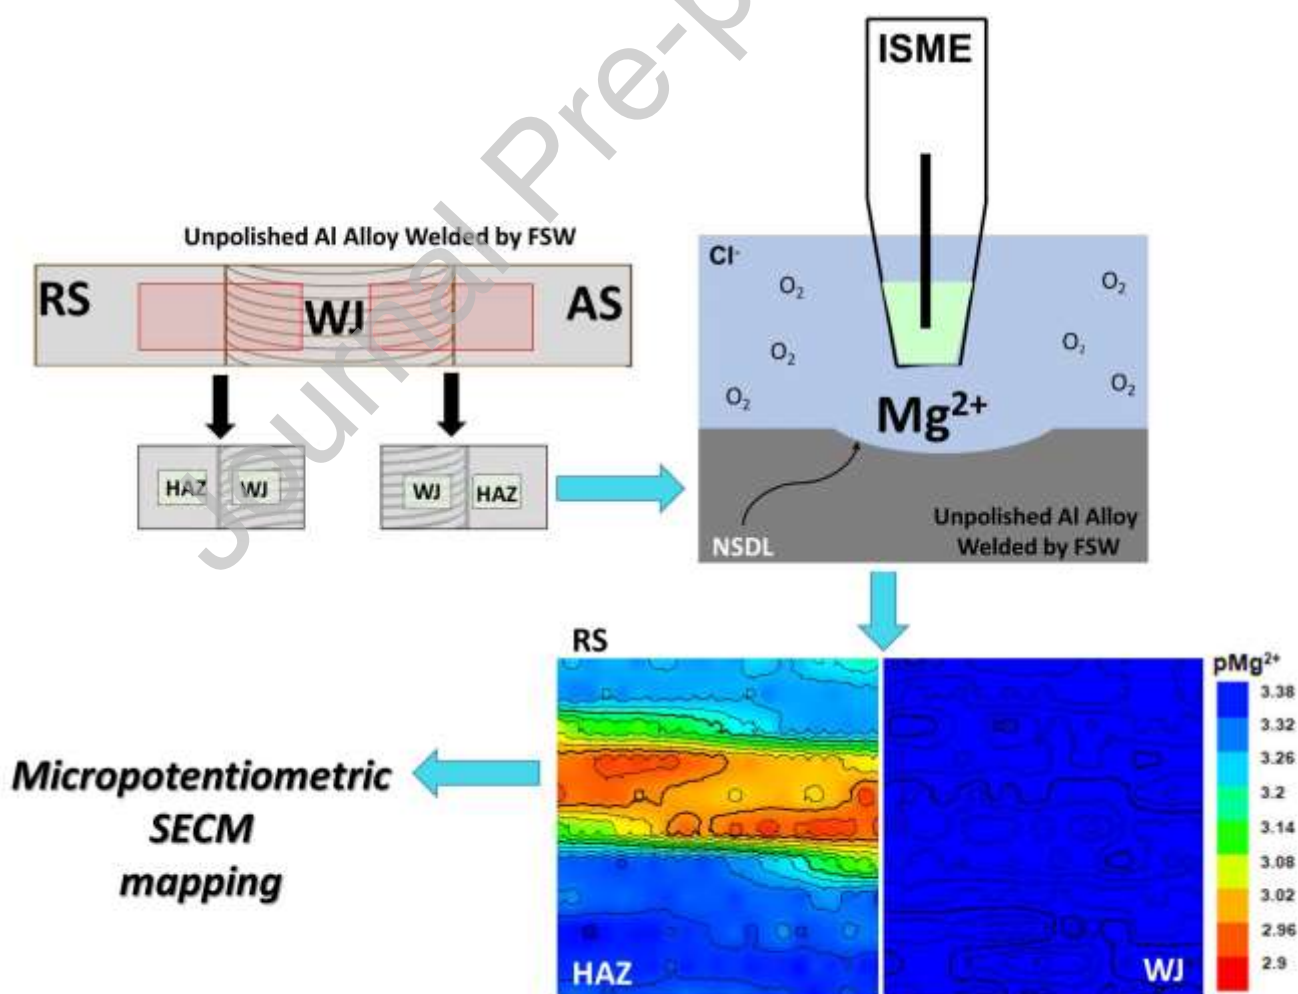 ISME
Unpolished Al Alloy Welded by FSW
RS
WJ
AS
HAZ
WJ
WJ
HAZ
Cl-
O2
O2
O2
O2
O2
O2
Mg2+
NSDL
Unpolished Al Alloy
Welded by FSW
RS
HAZ
WJ
pMg2+
3.38
3.32
3.26
3.2
3.14
3.08
3.02
2.96
2.9
Micropotentiometric
SECM
mapping
Journal Pre-p